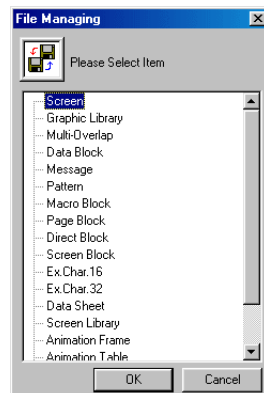 File Managing
Please Select Item
Screen
Graphic Library
Multi-Overlap
Data Block
Message
Pattern
Macro Block
Page Block
Direct Block
Screen Block
Ex.Char.16
Ex.Char.32
Data Sheet
Screen Library
Animation Frame
Animation Table
OK Cancel